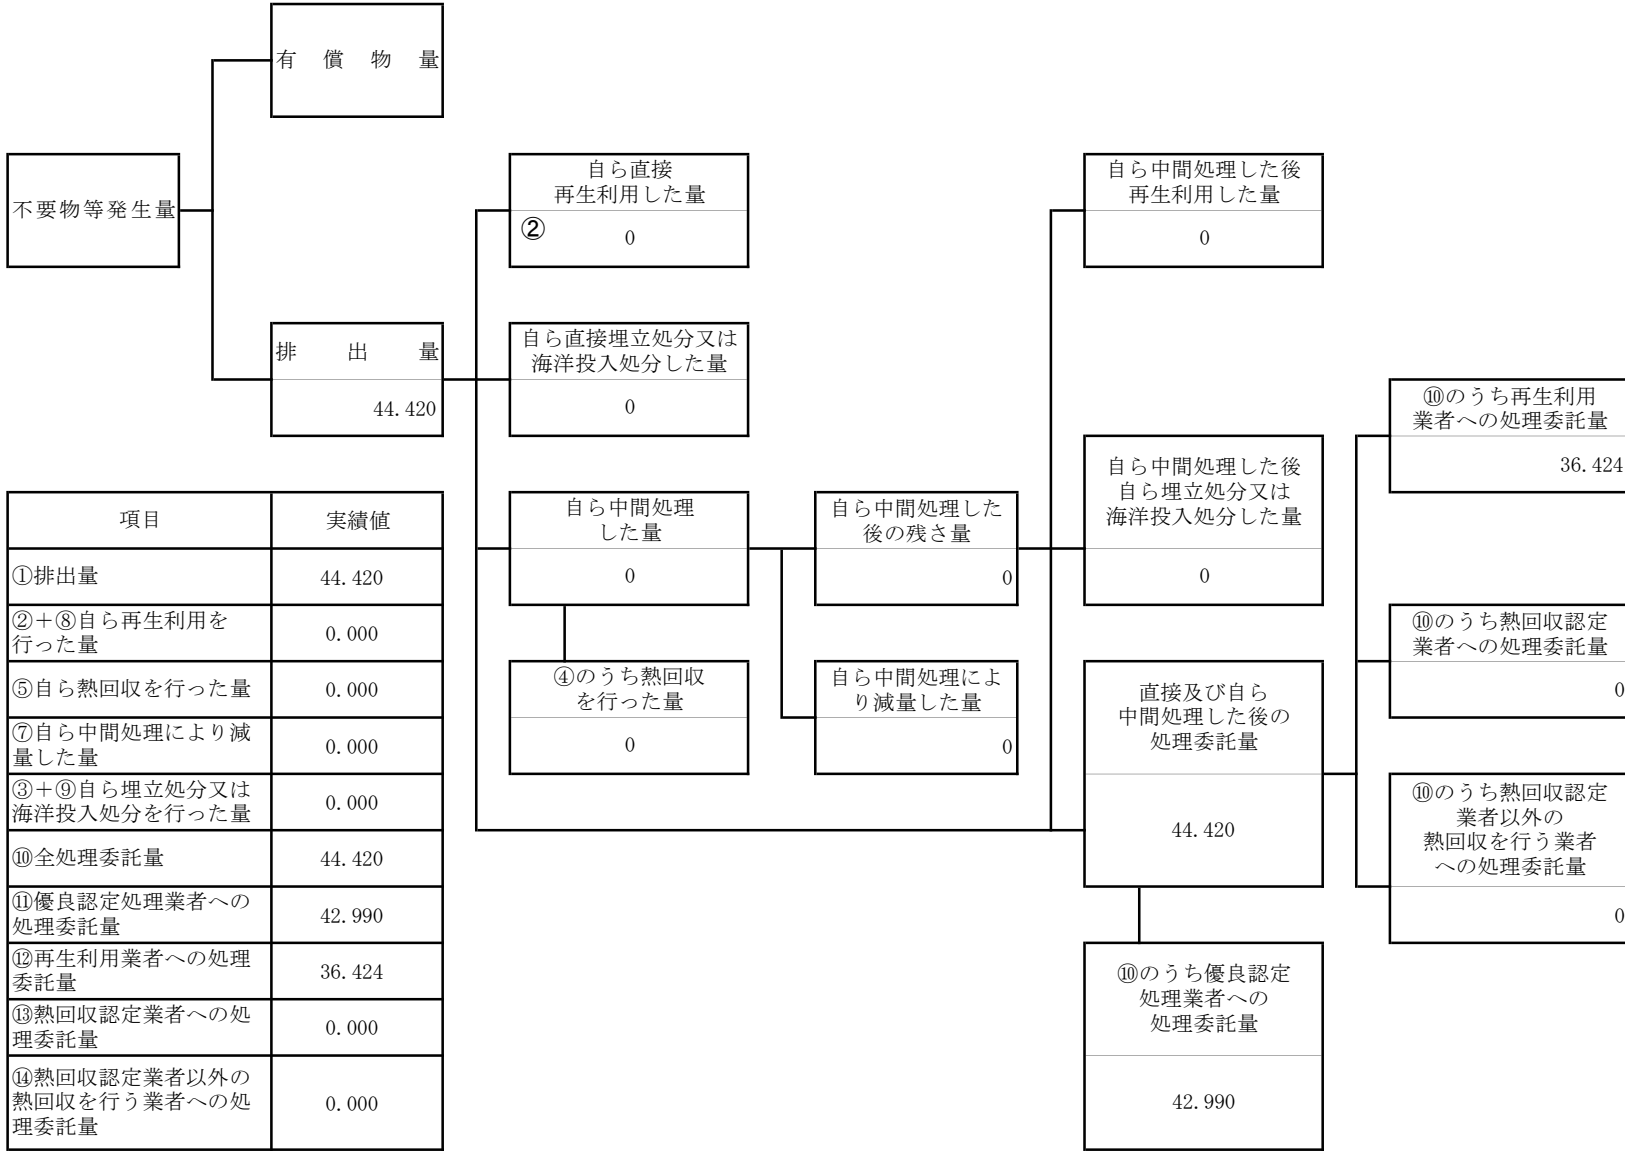 有償物量
不要物等発生量
自ら直接
再生利用した量
②
0
自ら中間処理した後
再生利用した量
0
排出量
44.420
自ら直接埋立処分又は
海洋投入処分した量
0
⑩のうち再生利用
業者への処理委託量
36.424
自ら中間処理した後
自ら埋立処分又は
海洋投入処分した量
0
自ら中間処理
した量
0
自ら中間処理した
後の残さ量
0
⑩のうち熱回収認定
業者への処理委託量
0
④のうち熱回収
を行った量
0
自ら中間処理によ
り減量した量
0
直接及び自ら
中間処理した後の
処理委託量
44.420
⑩のうち熱回収認定
業者以外の
熱回収を行う業者
への処理委託量
0
⑩のうち優良認定
処理業者への
処理委託量
42.990
項目 実績値
①排出量 44.420
②＋⑧自ら再生利用を
行った量 0.000
⑤自ら熱回収を行った量 0.000
⑦自ら中間処理により減
量した量 0.000
③＋⑨自ら埋立処分又は
海洋投入処分を行った量 0.000
⑩全処理委託量 44.420
⑪優良認定処理業者への
処理委託量 42.990
⑫再生利用業者への処理
委託量 36.424
⑬熱回収認定業者への処
理委託量 0.000
⑭熱回収認定業者以外の
熱回収を行う業者への処
理委託量 0.000